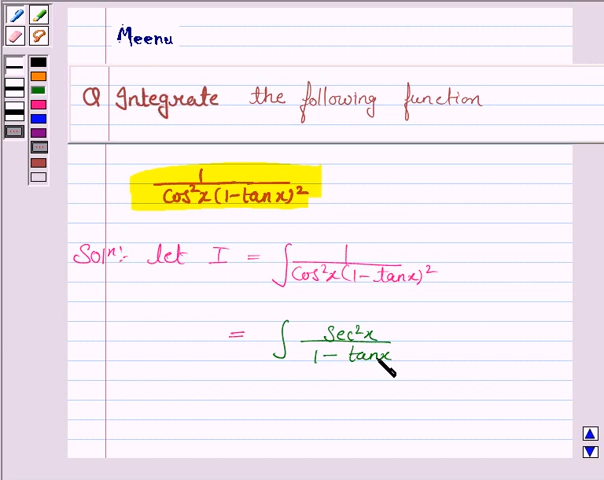 Meenu
Q Integrate the following function
1
cos²x(1-tanx)²
Solⁿ: let I = ∫ 1
cos²x(1-tanx)²
= ∫ sec²x
1-tanx